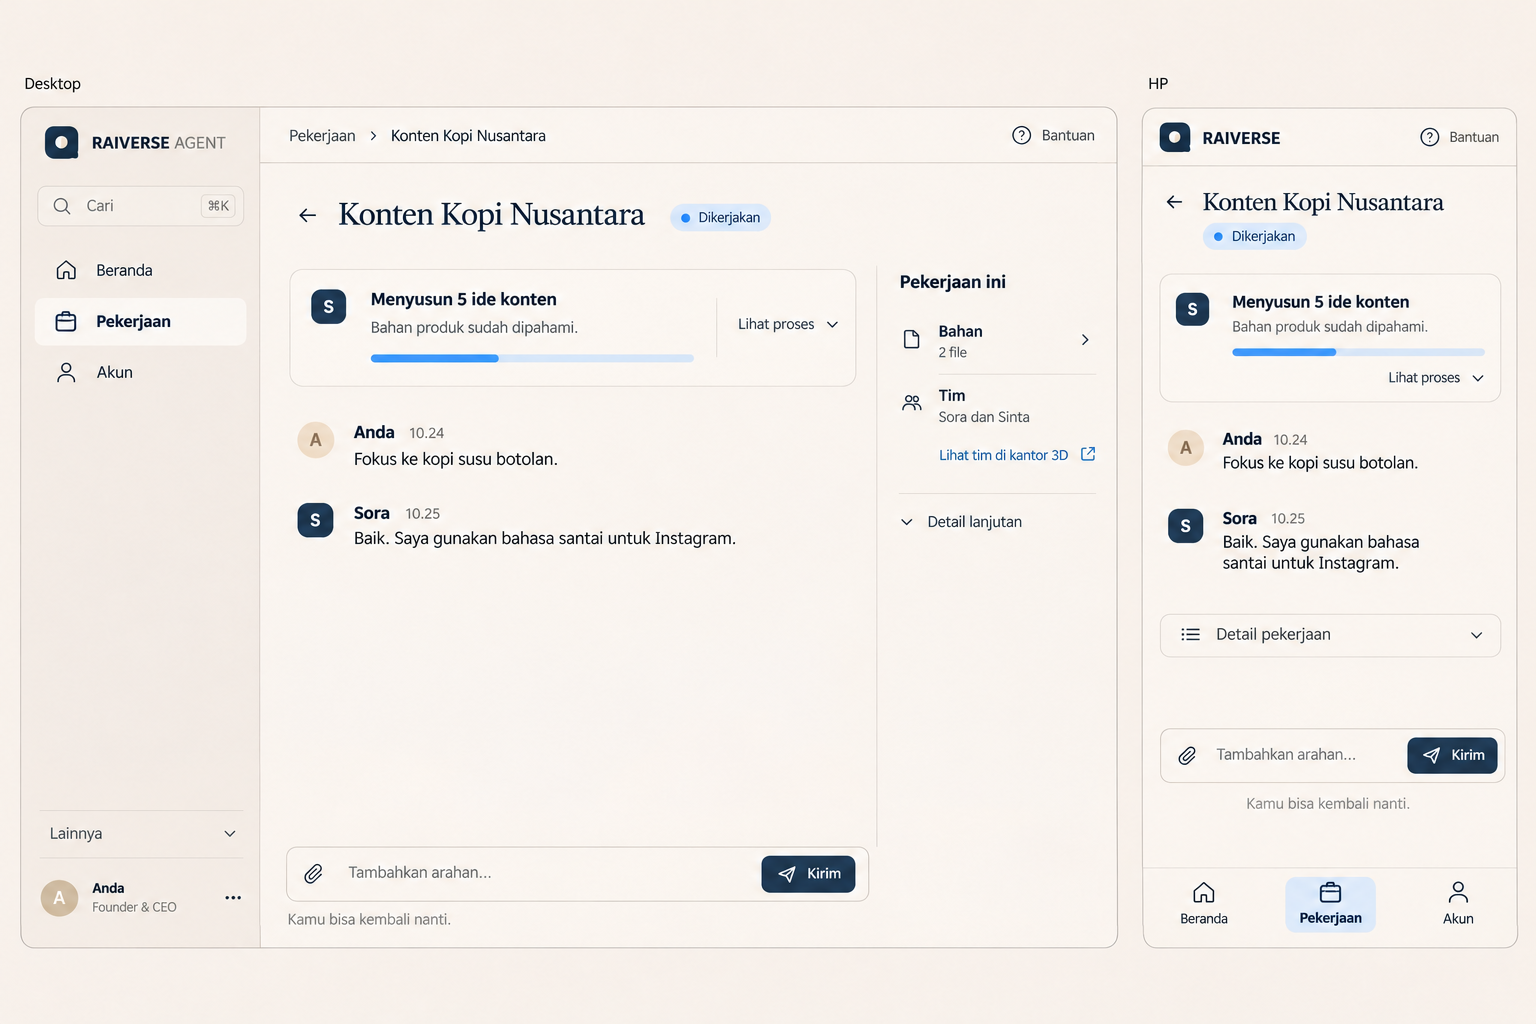 Desktop
RAIVERSE AGENT
Cari
⌘K
Beranda
Pekerjaan
Akun
Lainnya
A
Anda
Founder & CEO
Pekerjaan > Konten Kopi Nusantara
? Bantuan
Konten Kopi Nusantara
Dikerjakan
S
Menyusun 5 ide konten
Bahan produk sudah dipahami.
Lihat proses
A
Anda 10.24
Fokus ke kopi susu botolan.
S
Sora 10.25
Baik. Saya gunakan bahasa santai untuk Instagram.
Tambahkan arahan...
Kirim
Kamu bisa kembali nanti.
Pekerjaan ini
Bahan
2 file
Tim
Sora dan Sinta
Lihat tim di kantor 3D
Detail lanjutan
HP
RAIVERSE
? Bantuan
Konten Kopi Nusantara
Dikerjakan
S
Menyusun 5 ide konten
Bahan produk sudah dipahami.
Lihat proses
A
Anda 10.24
Fokus ke kopi susu botolan.
S
Sora 10.25
Baik. Saya gunakan bahasa
santai untuk Instagram.
Detail pekerjaan
Tambahkan arahan...
Kirim
Kamu bisa kembali nanti.
Beranda
Pekerjaan
Akun